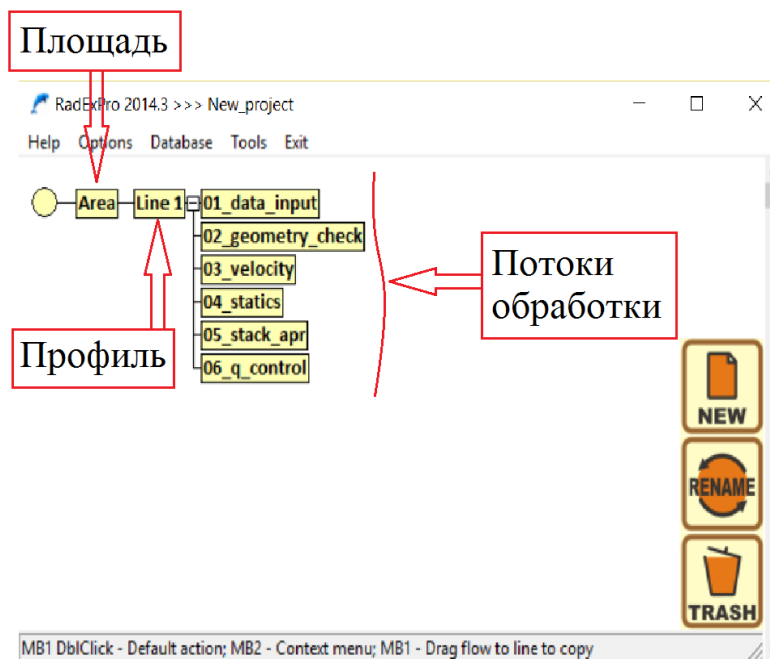 Площадь
RadExPro 2014.3 >>> New_project
Help Options Database Tools Exit
Area Line 1 01_data_input
02_geometry_check
03_velocity
04_statics
05_stack_apr
06_q_control
Потоки
обработки
Профиль
NEW
RENAME
TRASH
MB1 DblClick - Default action; MB2 - Context menu; MB1 - Drag flow to line to copy